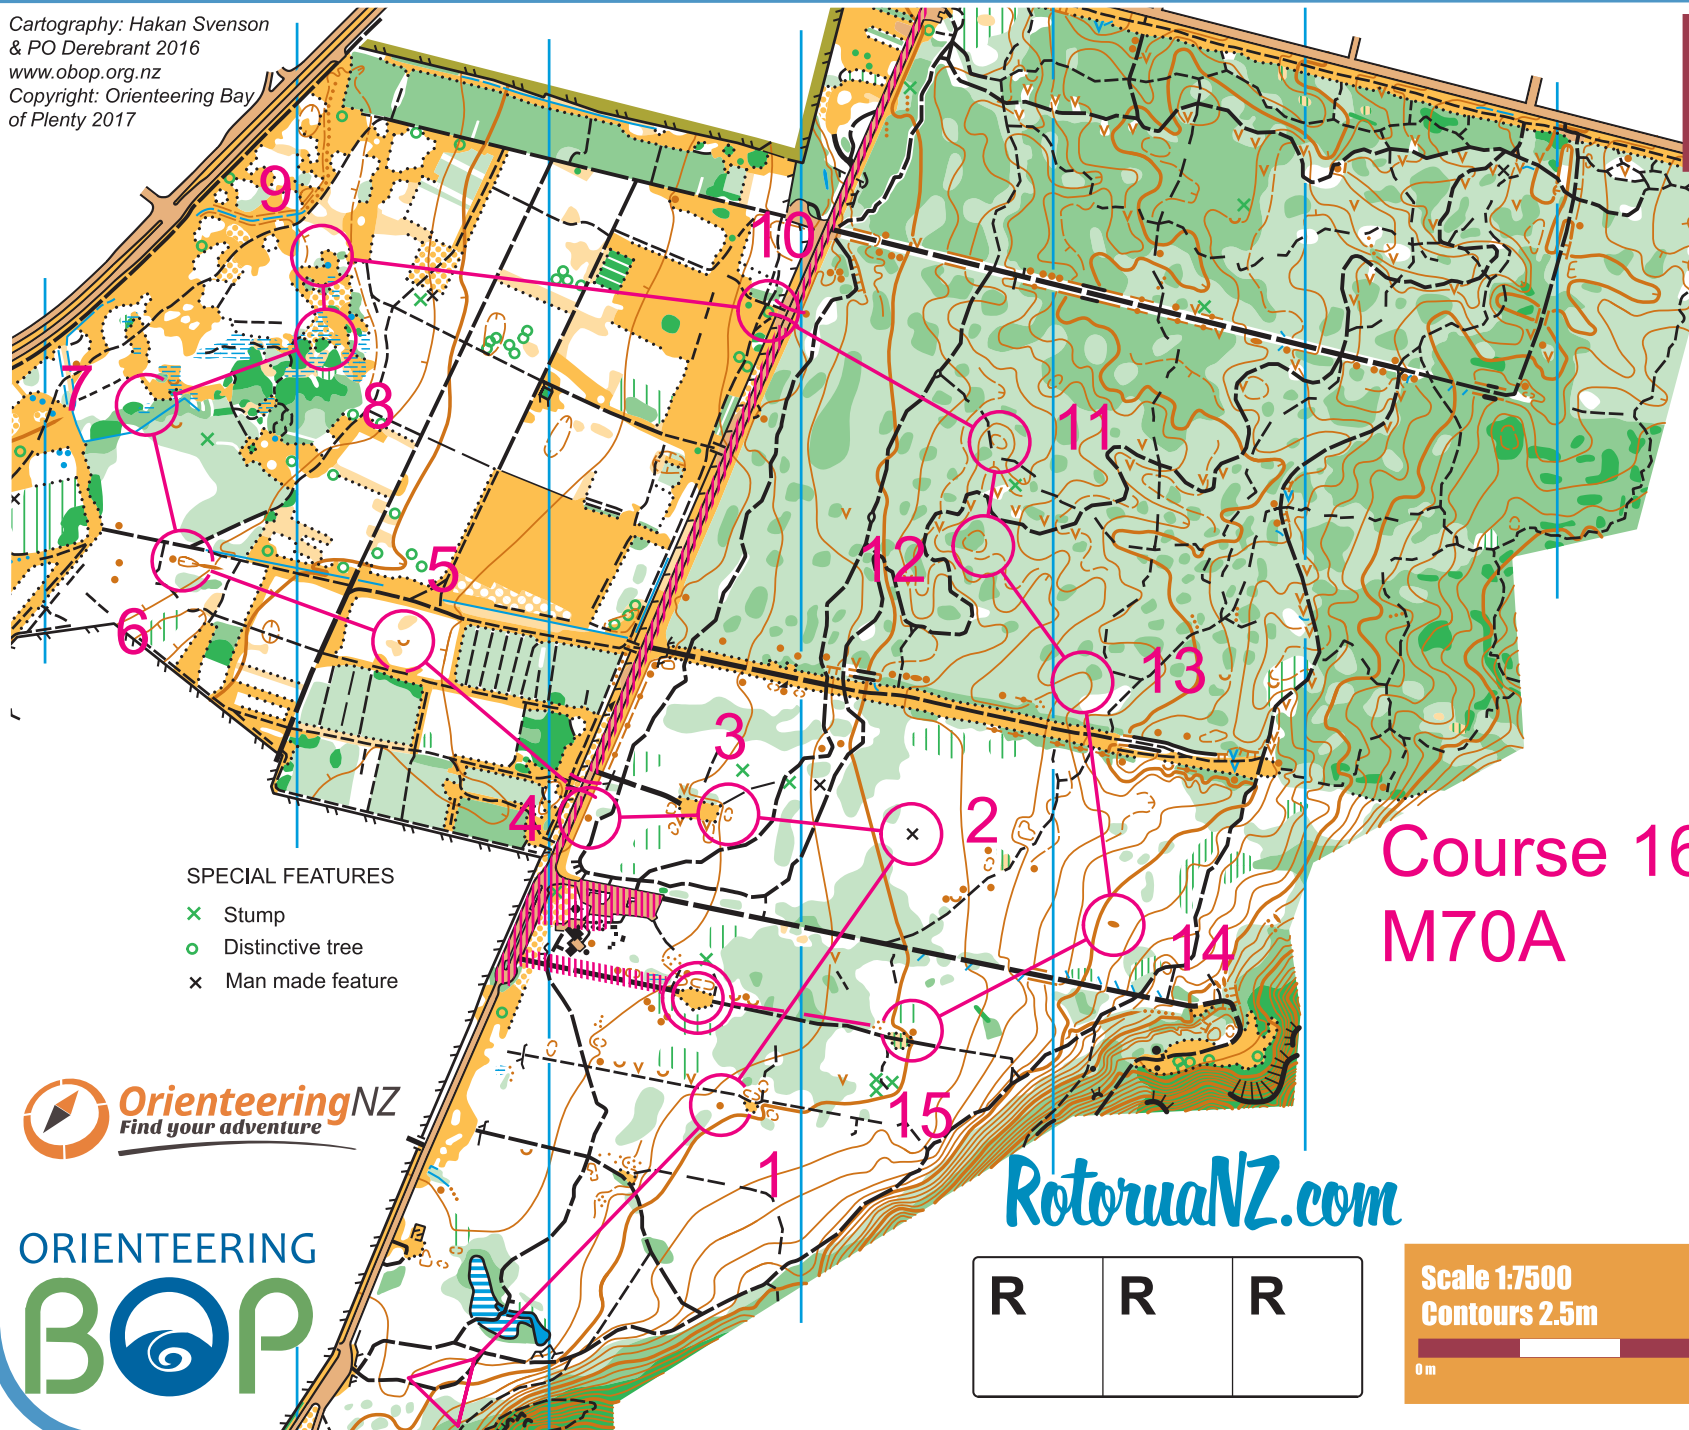 Cartography: Hakan Svenson
& PO Derebrant 2016
www.obop.org.nz
Copyright: Orienteering Bay
of Plenty 2017
9
10
7
8
11
5
12
6
13
3
4
2
Course 16
M70A
14
SPECIAL FEATURES
Stump
Distinctive tree
Man made feature
15
1
OrienteeringNZ
Find your adventure
RotoruaNZ.com
ORIENTEERING
BOP
R R R
Scale 1:7500
Contours 2.5m
0 m